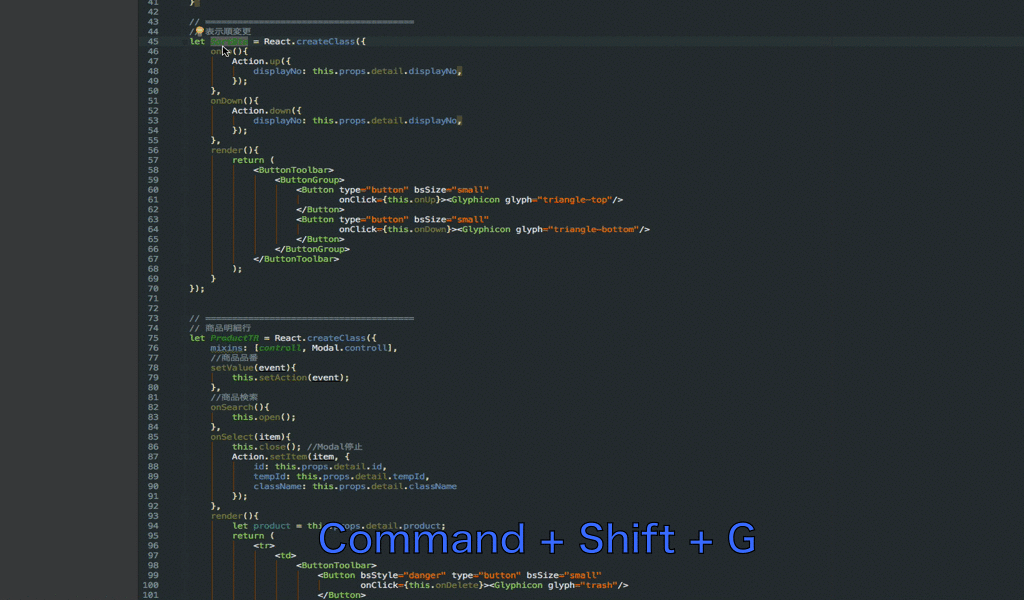 41 });
42
43 // =======================================
44 // 表示順変更
45 let = React.createClass({
46 on (){
47 Action.up({
48 displayNo: this.props.detail.displayNo,
49 });
50 },
51 onDown(){
52 Action.down({
53 displayNo: this.props.detail.displayNo,
54 });
55 },
56 render(){
57 return (
58 <ButtonToolbar>
59 <ButtonGroup>
60 <Button type="button" bsSize="small"
61 onClick={this.onUp}><Glyphicon glyph="triangle-top"/>
62 </Button>
63 <Button type="button" bsSize="small"
64 onClick={this.onDown}><Glyphicon glyph="triangle-bottom"/>
65 </Button>
66 </ButtonGroup>
67 </ButtonToolbar>
68 );
69 }
70 });
71
72
73 // =======================================
74 // 商品明細行
75 let ProductTR = React.createClass({
76 mixins: [controll, Modal.controll],
77 //商品品番
78 setValue(event){
79 this.setAction(event);
80 },
81 //商品検索
82 onSearch(){
83 this.open();
84 },
85 onSelect(item){
86 this.close(); //Modal停止
87 Action.setItem(item, {
88 id: this.props.detail.id,
89 tempId: this.props.detail.tempId,
90 className: this.props.detail.className
91 });
92 },
93 render(){
94 let product = this.props.detail.product;
95 return (
96 <tr>
97 <td>
98 <ButtonToolbar>
99 <Button bsStyle="danger" type="button" bsSize="small"
100 onClick={this.onDelete}><Glyphicon glyph="trash"/>
101 </Button>
Command + Shift + G